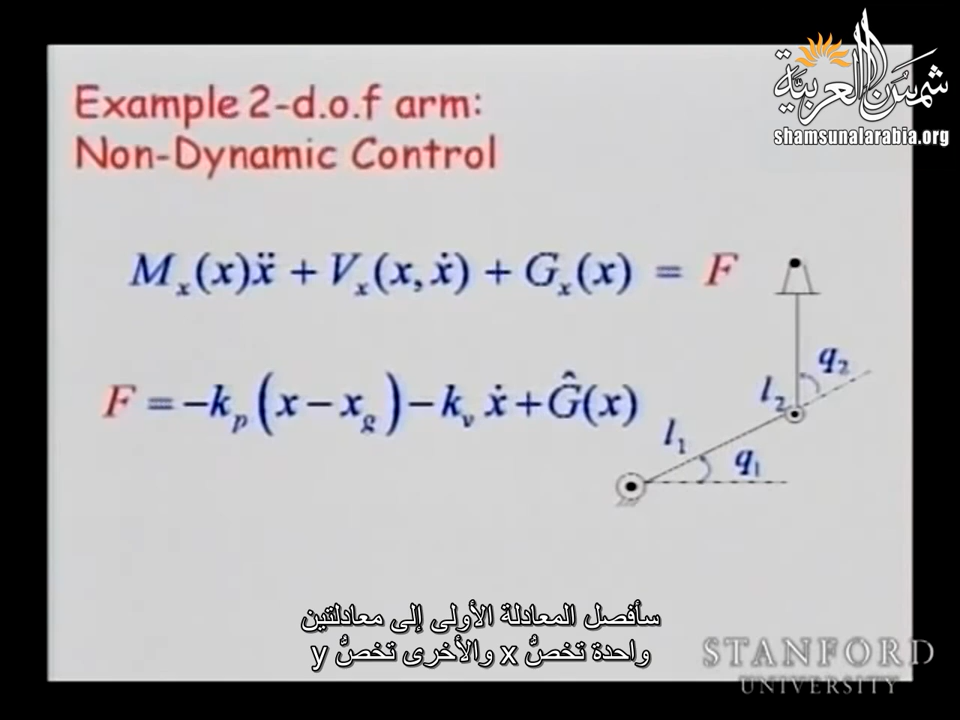 شمس العربية
shamsunalarabia.org
Example 2-d.o.f arm:
Non-Dynamic Control
Mₓ(x)ẍ + Vₓ(x, ẋ) + Gₓ(x) = F
F = -kₚ(x - x_g) - kᵥ ẋ + Ĝ(x)
q₂
l₂
l₁
q₁
سأفصل المعادلة الأولى إلى معادلتين
واحدة تخصُّ x والأخرى تخصُّ y
STANFORD
UNIVERSITY